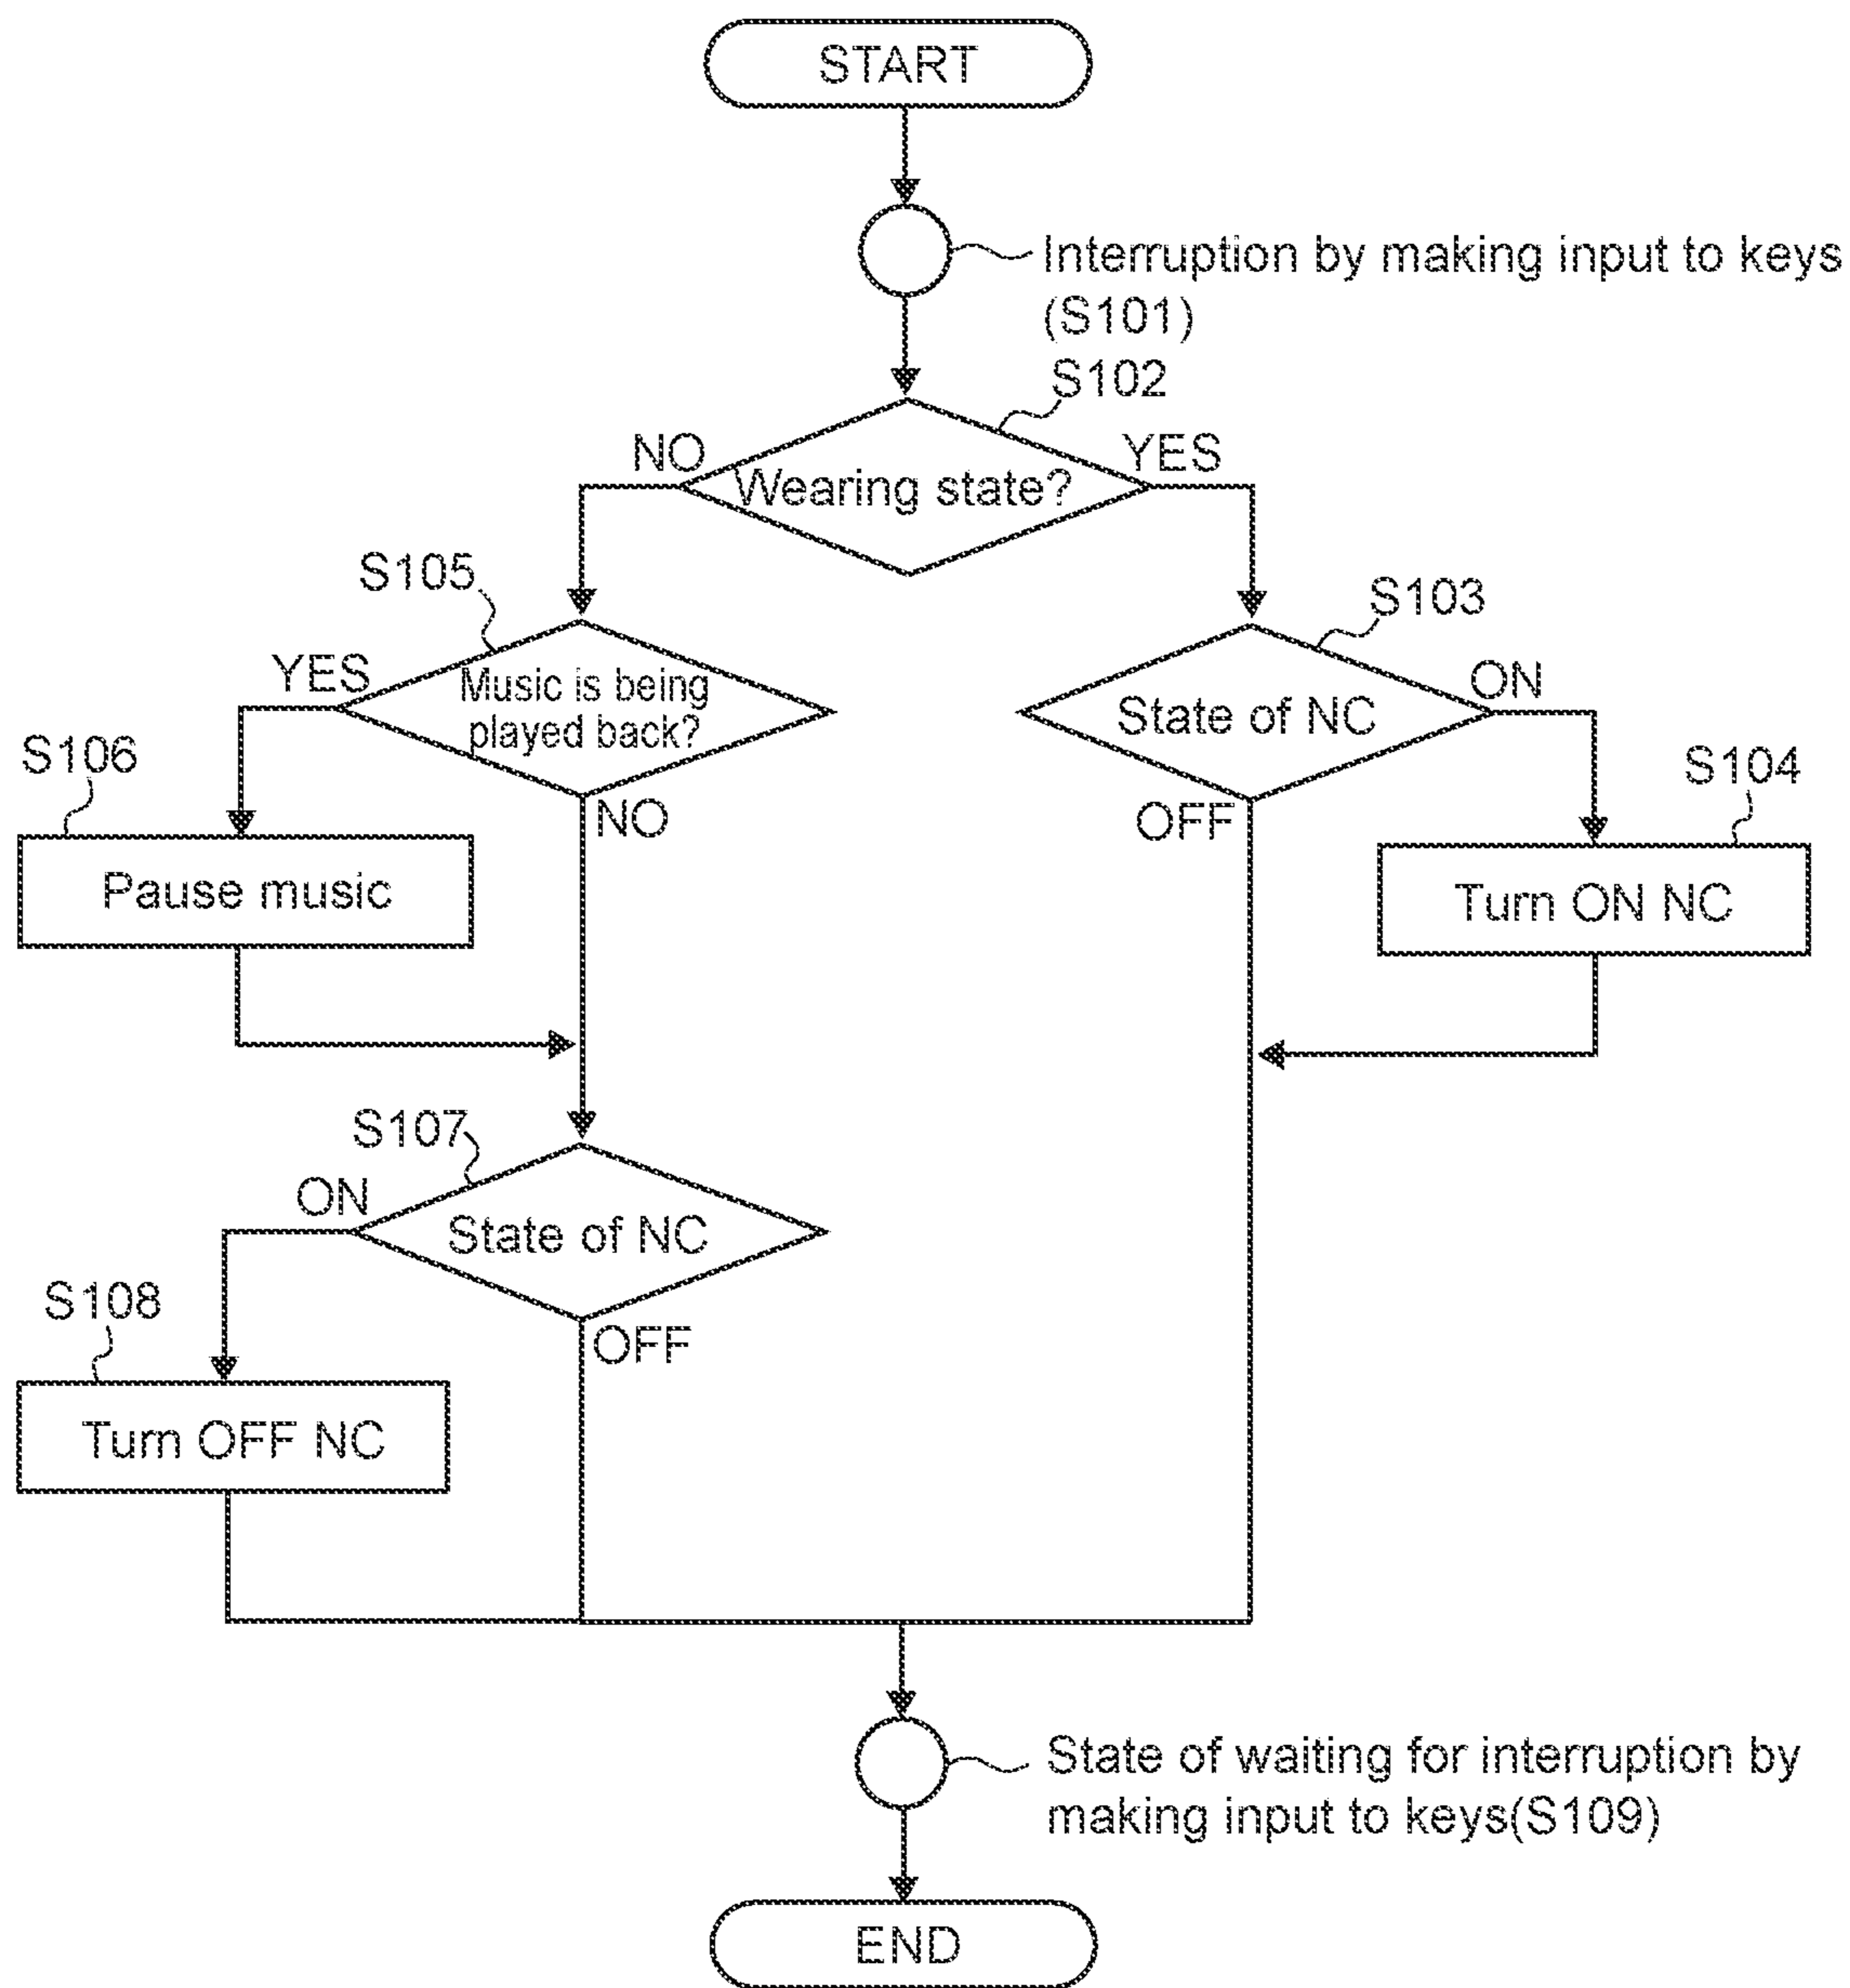 START
Interruption by making input to keys
(S101)
S102
NO
YES
Wearing state?
S105
S103
YES
Music is being
played back?
ON
State of NC
S106
S104
NO
OFF
Pause music
Turn ON NC
S107
ON
State of NC
S108
OFF
Turn OFF NC
State of waiting for interruption by
making input to keys(S109)
END